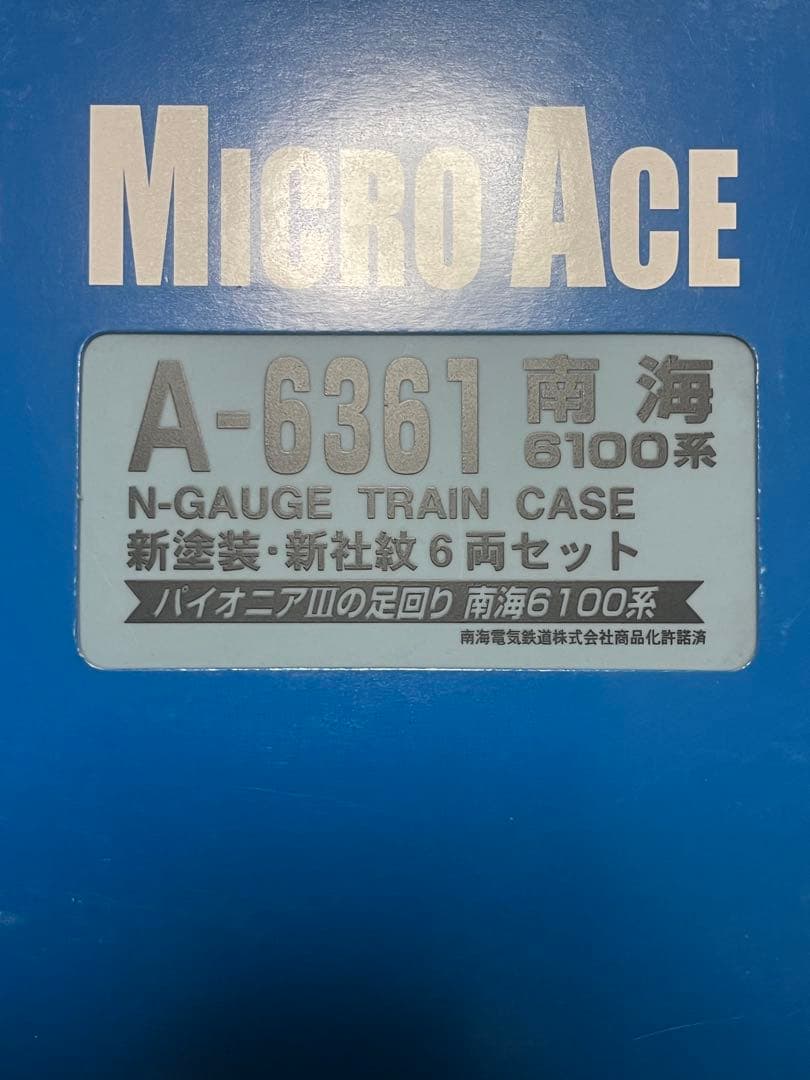 MICRO ACE
A-6361 南海
6100系
N-GAUGE TRAIN CASE
新塗装・新社紋6両セット
パイオニアⅢの足回り 南海6100系
南海電気鉄道株式会社商品化許諾済